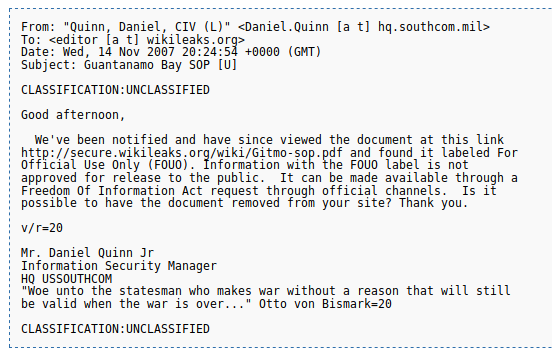 From: "Quinn, Daniel, CIV (L)" <Daniel.Quinn [a t] hq.southcom.mil>
To: <editor [a t] wikileaks.org>
Date: Wed, 14 Nov 2007 20:24:54 +0000 (GMT)
Subject: Guantanamo Bay SOP [U]

CLASSIFICATION:UNCLASSIFIED

Good afternoon,

  We've been notified and have since viewed the document at this link
http://secure.wikileaks.org/wiki/Gitmo-sop.pdf and found it labeled For
Official Use Only (FOUO). Information with the FOUO label is not
approved for release to the public.  It can be made available through a
Freedom Of Information Act request through official channels.  Is it
possible to have the document removed from your site? Thank you.

v/r=20

Mr. Daniel Quinn Jr
Information Security Manager
HQ USSOUTHCOM
"Woe unto the statesman who makes war without a reason that will still
be valid when the war is over..." Otto von Bismark=20

CLASSIFICATION:UNCLASSIFIED